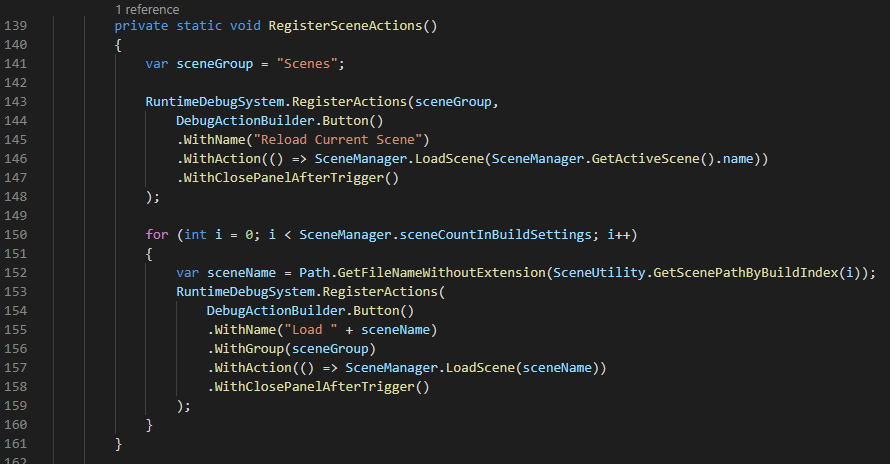 1 reference
139 private static void RegisterSceneActions()
140 {
141 var sceneGroup = "Scenes";
142
143 RuntimeDebugSystem.RegisterActions(sceneGroup,
144 DebugActionBuilder.Button()
145 .WithName("Reload Current Scene")
146 .WithAction(() => SceneManager.LoadScene(SceneManager.GetActiveScene().name))
147 .WithClosePanelAfterTrigger()
148 );
149
150 for (int i = 0; i < SceneManager.sceneCountInBuildSettings; i++)
151 {
152 var sceneName = Path.GetFileNameWithoutExtension(SceneUtility.GetScenePathByBuildIndex(i));
153 RuntimeDebugSystem.RegisterActions(
154 DebugActionBuilder.Button()
155 .WithName("Load " + sceneName)
156 .WithGroup(sceneGroup)
157 .WithAction(() => SceneManager.LoadScene(sceneName))
158 .WithClosePanelAfterTrigger()
159 );
160 }
161 }
162